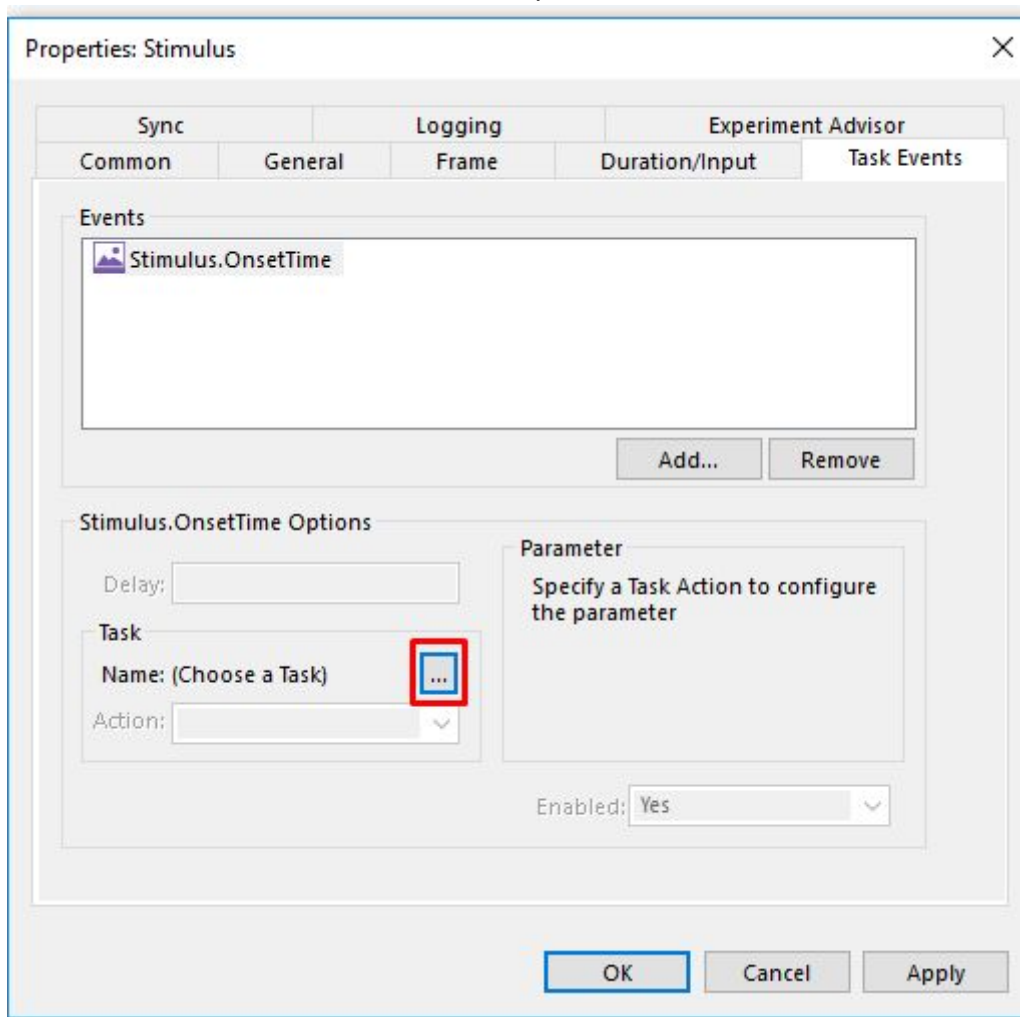 Properties: Stimulus
Sync Logging Experiment Advisor
Common General Frame Duration/Input Task Events
Events
Stimulus.OnsetTime
Add... Remove
Stimulus.OnsetTime Options
Delay:
Task
Name: (Choose a Task) ...
Action:
Parameter
Specify a Task Action to configure
the parameter
Enabled: Yes
OK Cancel Apply